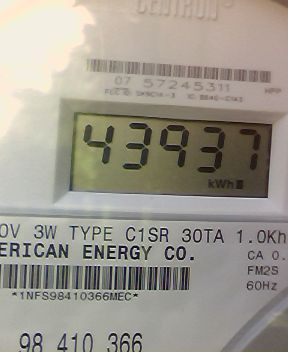 CENTRON
07 57245311 HPP
43937
kWh
0V 3W TYPE C1SR 30TA 1.0Kh
ERICAN ENERGY CO. CA 0.
FM2S
*1NFS98410366MEC* 60Hz
98 410 366